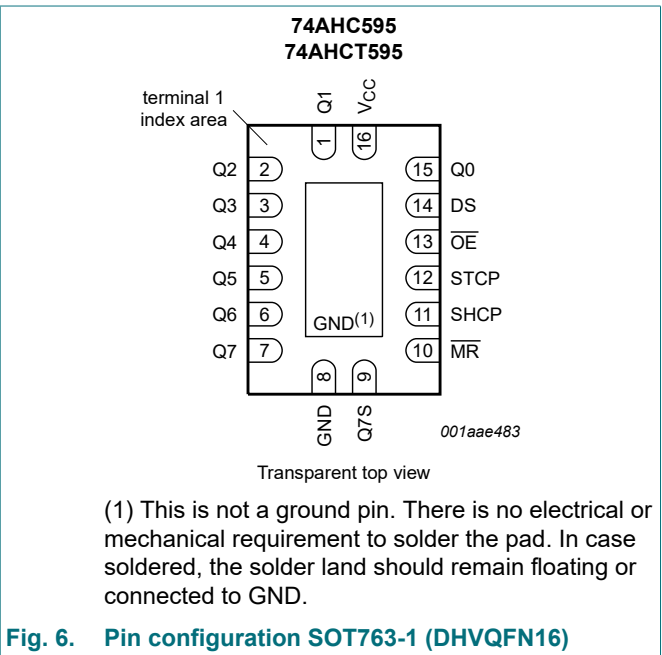 74AHC595
74AHCT595
terminal 1
index area
Q1
VCC
1
16
Q2 2
15 Q0
Q3 3
14 DS
Q4 4
13 OE
Q5 5
12 STCP
Q6 6
11 SHCP
GND(1)
Q7 7
10 MR
8
9
GND
Q7S
001aae483
Transparent top view
(1) This is not a ground pin. There is no electrical or
mechanical requirement to solder the pad. In case
soldered, the solder land should remain floating or
connected to GND.
Fig. 6. Pin configuration SOT763-1 (DHVQFN16)